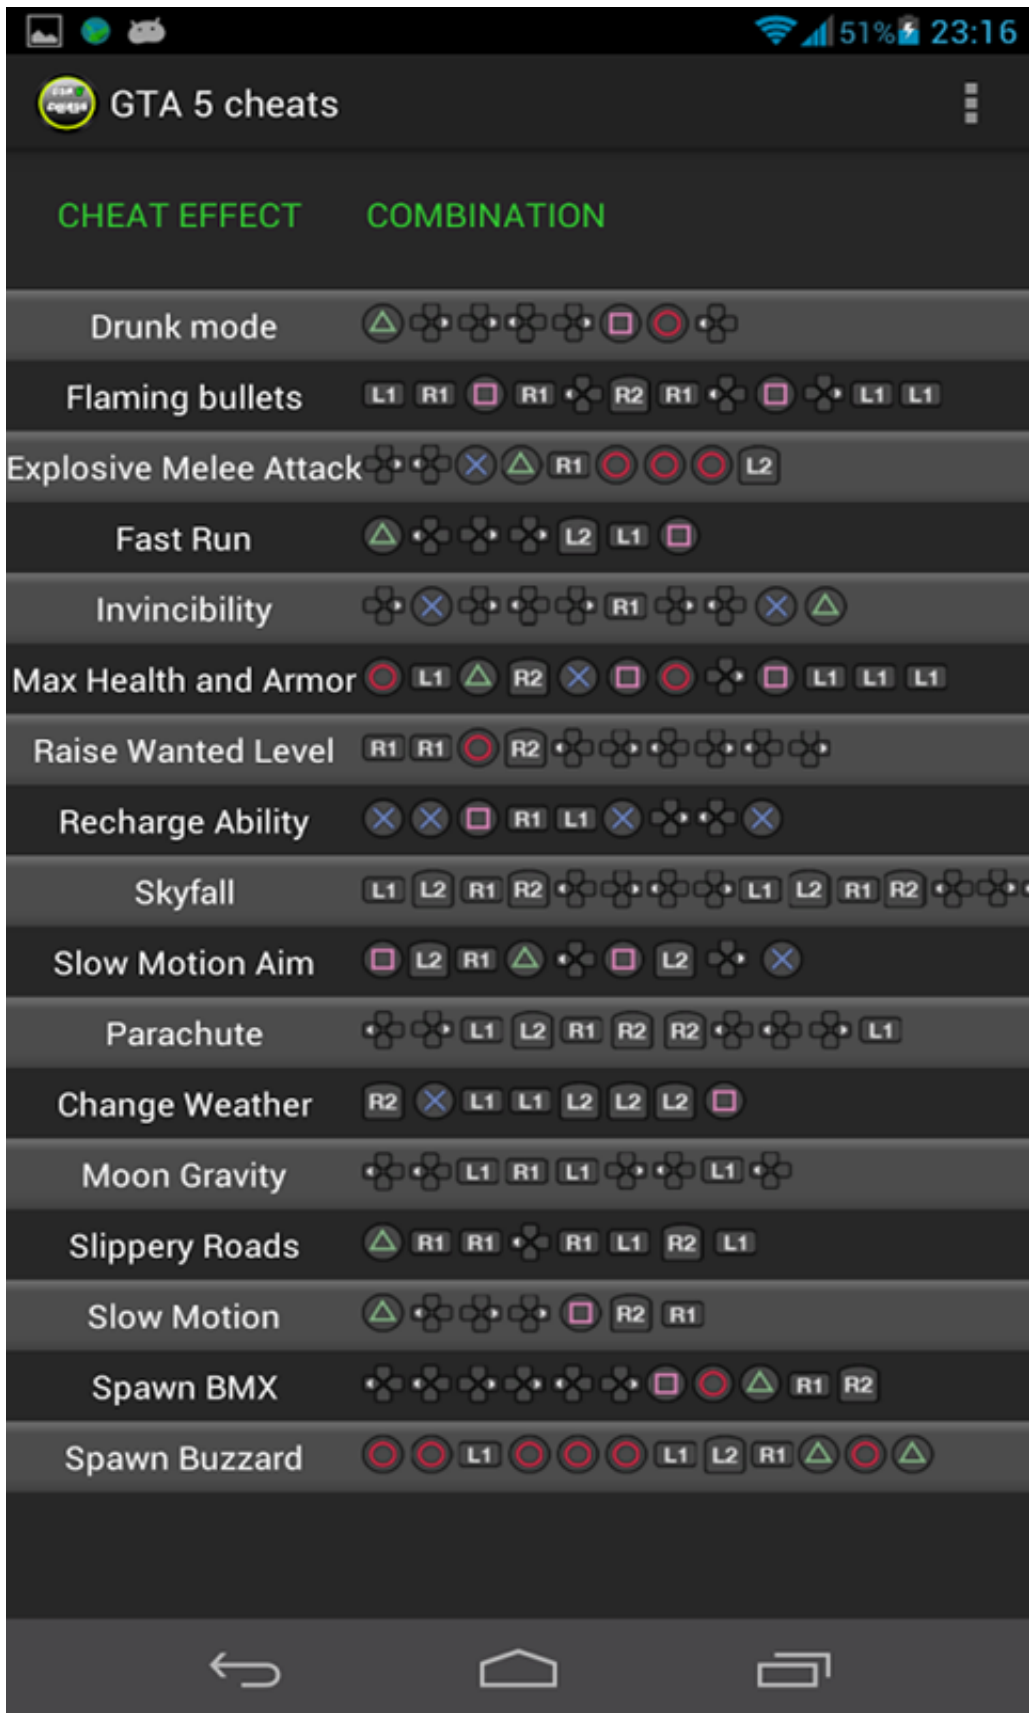 51% 23:16
GTA 5 cheats
CHEAT EFFECT COMBINATION
Drunk mode
Flaming bullets L1 R1 R1 R2 R1 L1 L1
Explosive Melee Attack R1 L2
Fast Run L2 L1
Invincibility R1
Max Health and Armor L1 R2 L1 L1 L1
Raise Wanted Level R1 R1 R2
Recharge Ability R1 L1
Skyfall L1 L2 R1 R2 L1 L2 R1 R2
Slow Motion Aim L2 R1 L2
Parachute L1 L2 R1 R2 R2 L1
Change Weather R2 L1 L1 L2 L2 L2
Moon Gravity L1 R1 L1 L1
Slippery Roads R1 R1 R1 L1 R2 L1
Slow Motion R2 R1
Spawn BMX R1 R2
Spawn Buzzard L1 L1 L2 R1